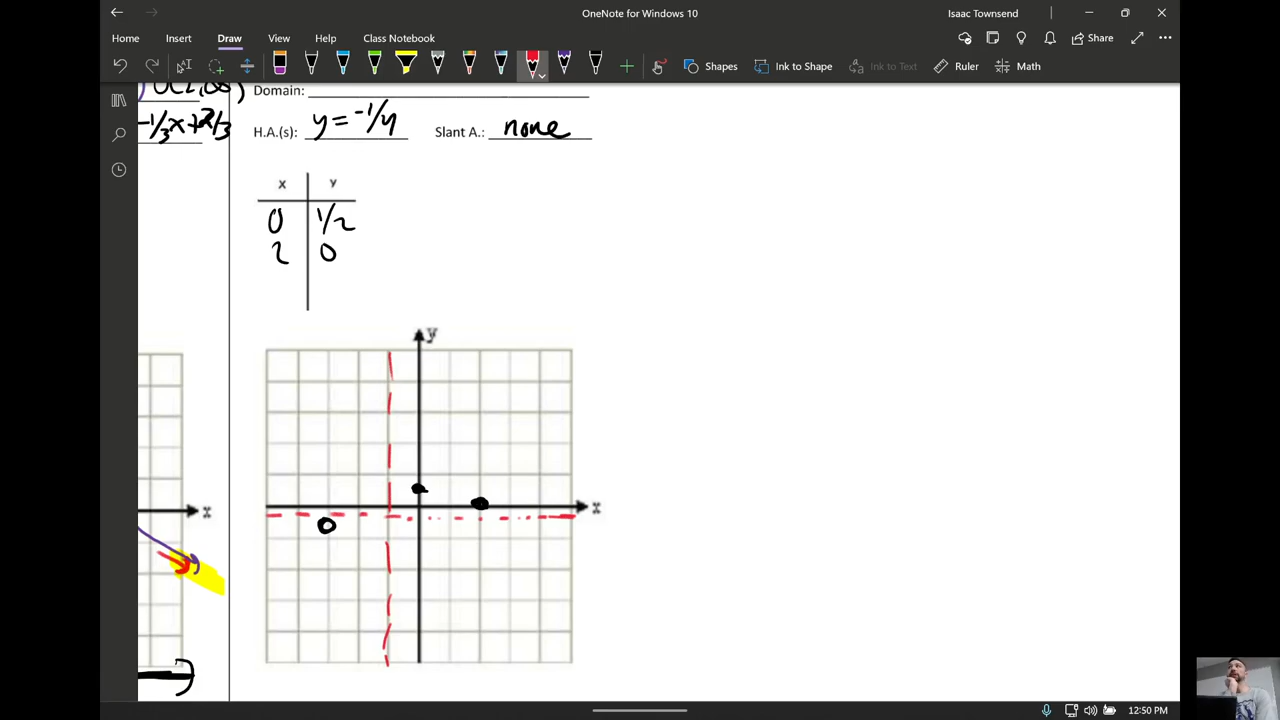 OneNote for Windows 10
Isaac Townsend
Home Insert Draw View Help Class Notebook
Share
Shapes Ink to Shape Ink to Text Ruler Math
Domain:
-1/3x+2/3
H.A.(s): y = -1/4 Slant A.: none
x y
0 1/2
2 0
y
x
x
12:50 PM